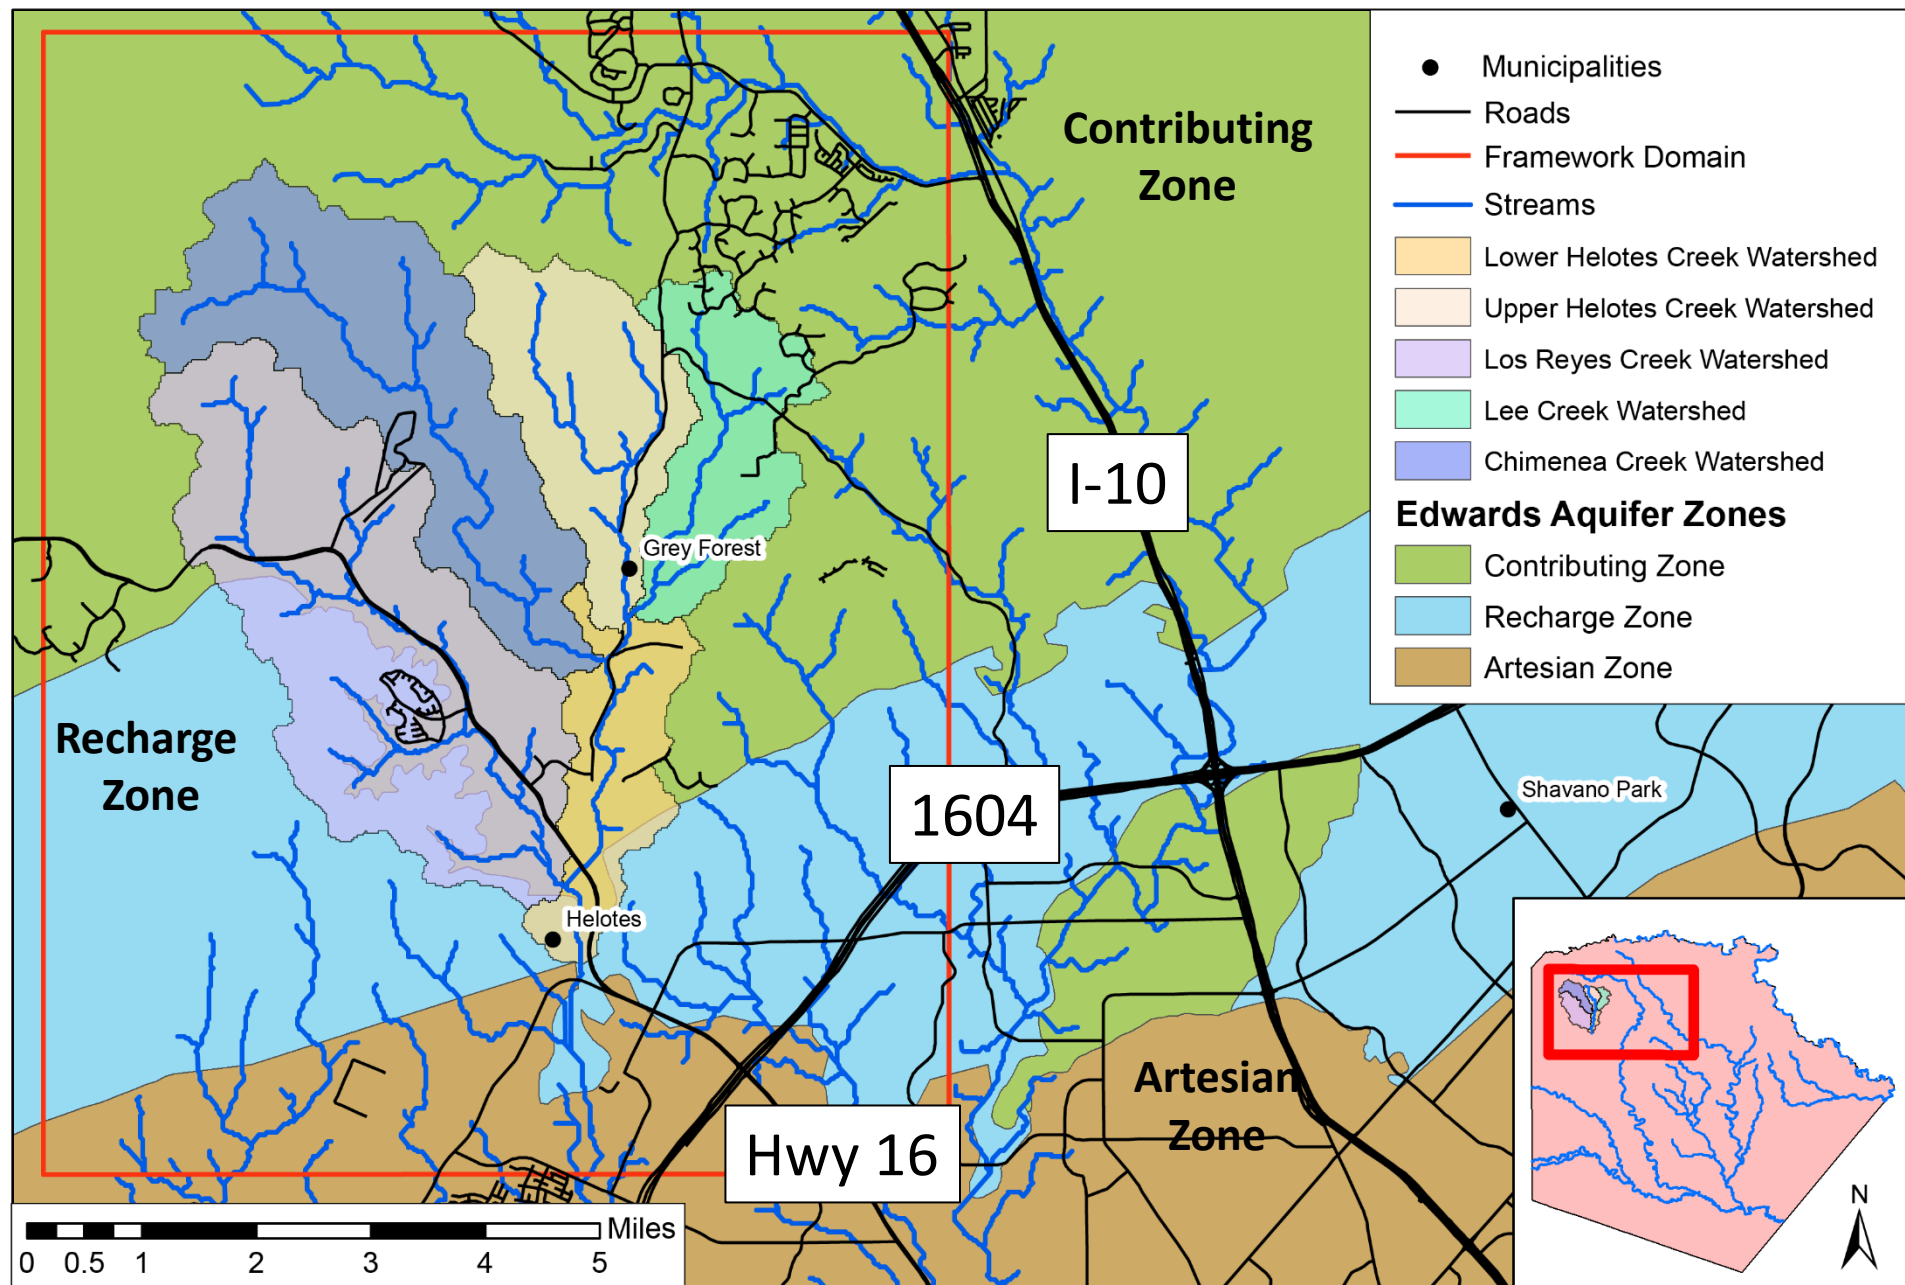 Contributing
Zone
Municipalities
Roads
Framework Domain
Streams
Lower Helotes Creek Watershed
Upper Helotes Creek Watershed
Los Reyes Creek Watershed
Lee Creek Watershed
Chimenea Creek Watershed
Edwards Aquifer Zones
Contributing Zone
Recharge Zone
Artesian Zone
I-10
Grey Forest
Recharge
Zone
1604
Shavano Park
Helotes
Artesian
Zone
Hwy 16
Miles
0 0.5 1 2 3 4 5
N